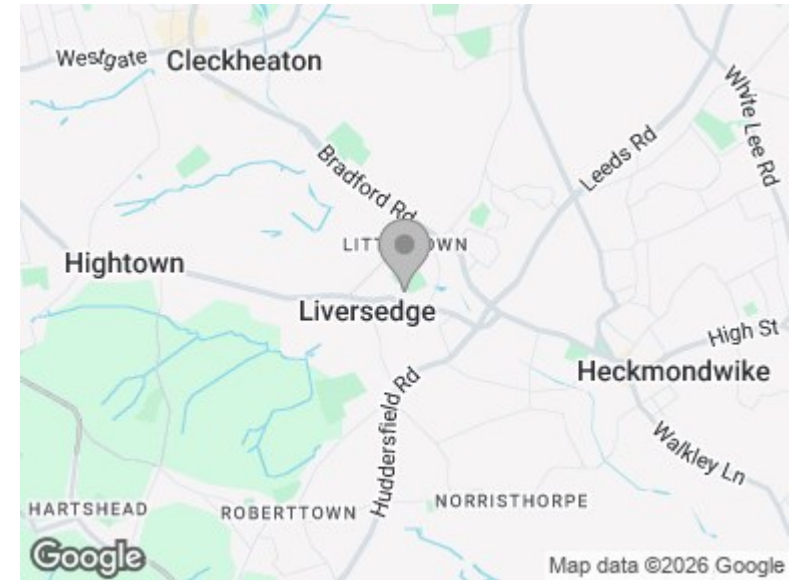 Westgate
Cleckheaton
White Lee Rd
Leeds Rd
Bradford Rd
Hightown
Liversedge
High St
Heckmondwike
Huddersfield Rd
Walkley Ln
HARTSHEAD
ROBERTTOWN
NORRISTHORPE
Google
Map data ©2026 Google